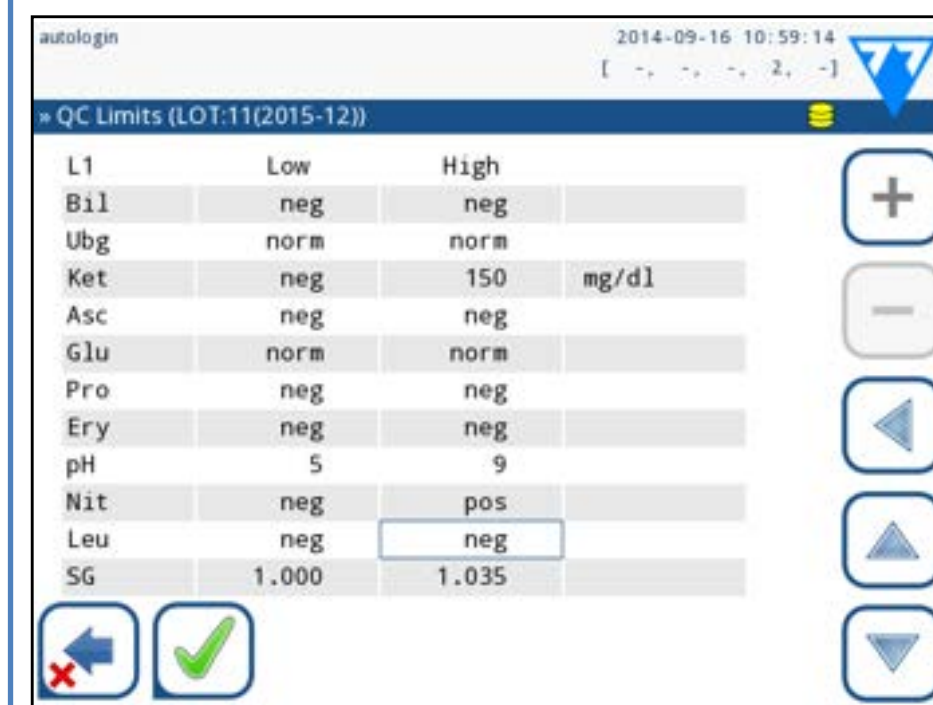 autologin 2014-09-16 10:59:14
[ -, -, -, 2, -]
» QC Limits (LOT:11(2015-12))
L1 Low High
Bil neg neg
Ubg norm norm
Ket neg 150 mg/dl
Asc neg neg
Glu norm norm
Pro neg neg
Ery neg neg
pH 5 9
Nit neg pos
Leu neg neg
SG 1.000 1.035